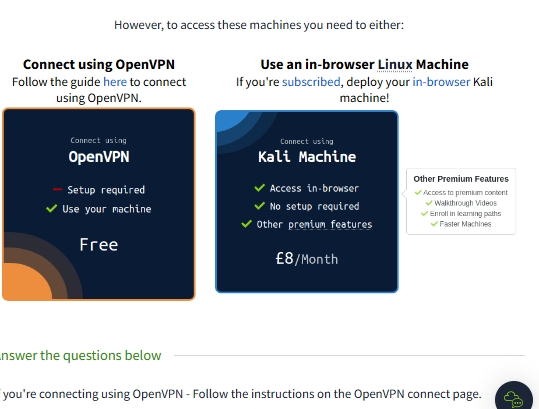 However, to access these machines you need to either:
Connect using OpenVPN
Follow the guide here to connect
using OpenVPN.
Connect using
OpenVPN
Setup required
Use your machine
Free
Use an in-browser Linux Machine
If you're subscribed, deploy your in-browser Kali
machine!
Connect using
Kali Machine
Access in-browser
No setup required
Other premium features
£8/Month
Other Premium Features
Access to premium content
Walkthrough Videos
Enroll in learning paths
Faster Machines
nswer the questions below
you're connecting using OpenVPN - Follow the instructions on the OpenVPN connect page.